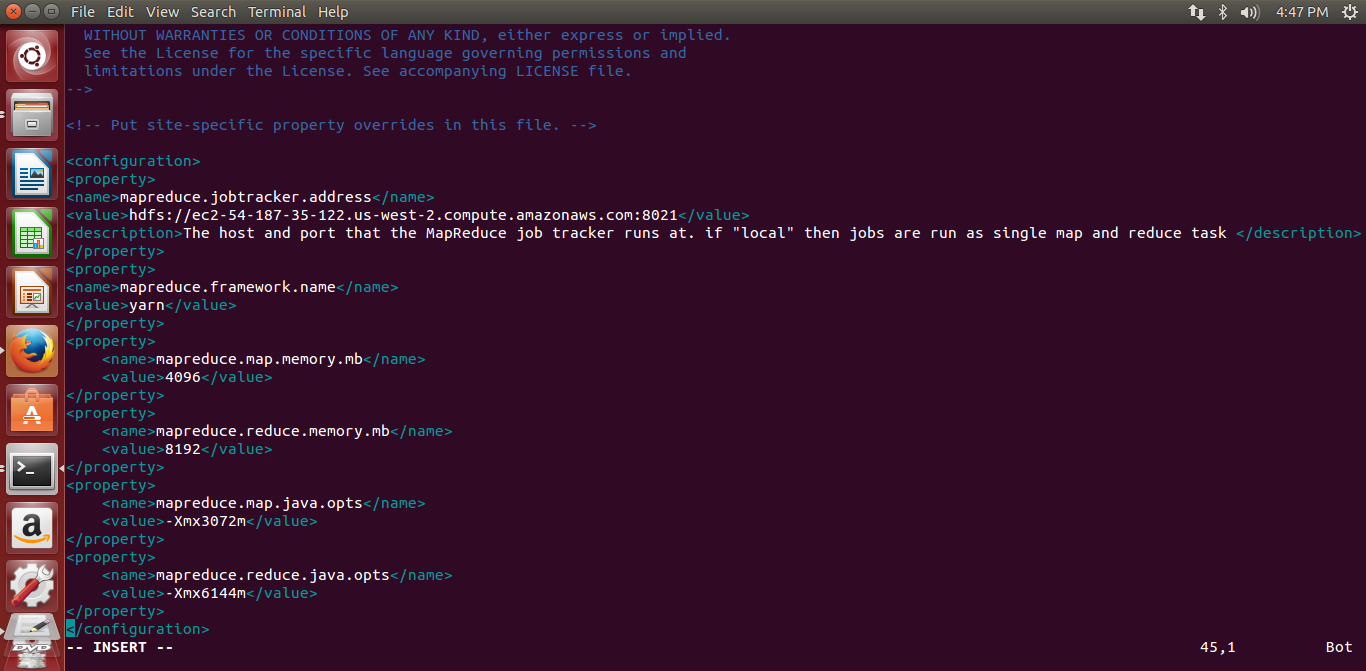 File Edit View Search Terminal Help 4:47 PM
WITHOUT WARRANTIES OR CONDITIONS OF ANY KIND, either express or implied.
See the License for the specific language governing permissions and
limitations under the License. See accompanying LICENSE file.
-->
<!-- Put site-specific property overrides in this file. -->
<configuration>
<property>
<name>mapreduce.jobtracker.address</name>
<value>hdfs://ec2-54-187-35-122.us-west-2.compute.amazonaws.com:8021</value>
<description>The host and port that the MapReduce job tracker runs at. if "local" then jobs are run as single map and reduce task </description>
</property>
<property>
<name>mapreduce.framework.name</name>
<value>yarn</value>
</property>
<property>
<name>mapreduce.map.memory.mb</name>
<value>4096</value>
</property>
<property>
<name>mapreduce.reduce.memory.mb</name>
<value>8192</value>
</property>
<property>
<name>mapreduce.map.java.opts</name>
<value>-Xmx3072m</value>
</property>
<property>
<name>mapreduce.reduce.java.opts</name>
<value>-Xmx6144m</value>
</property>
</configuration>
-- INSERT -- 45,1 Bot
DVD